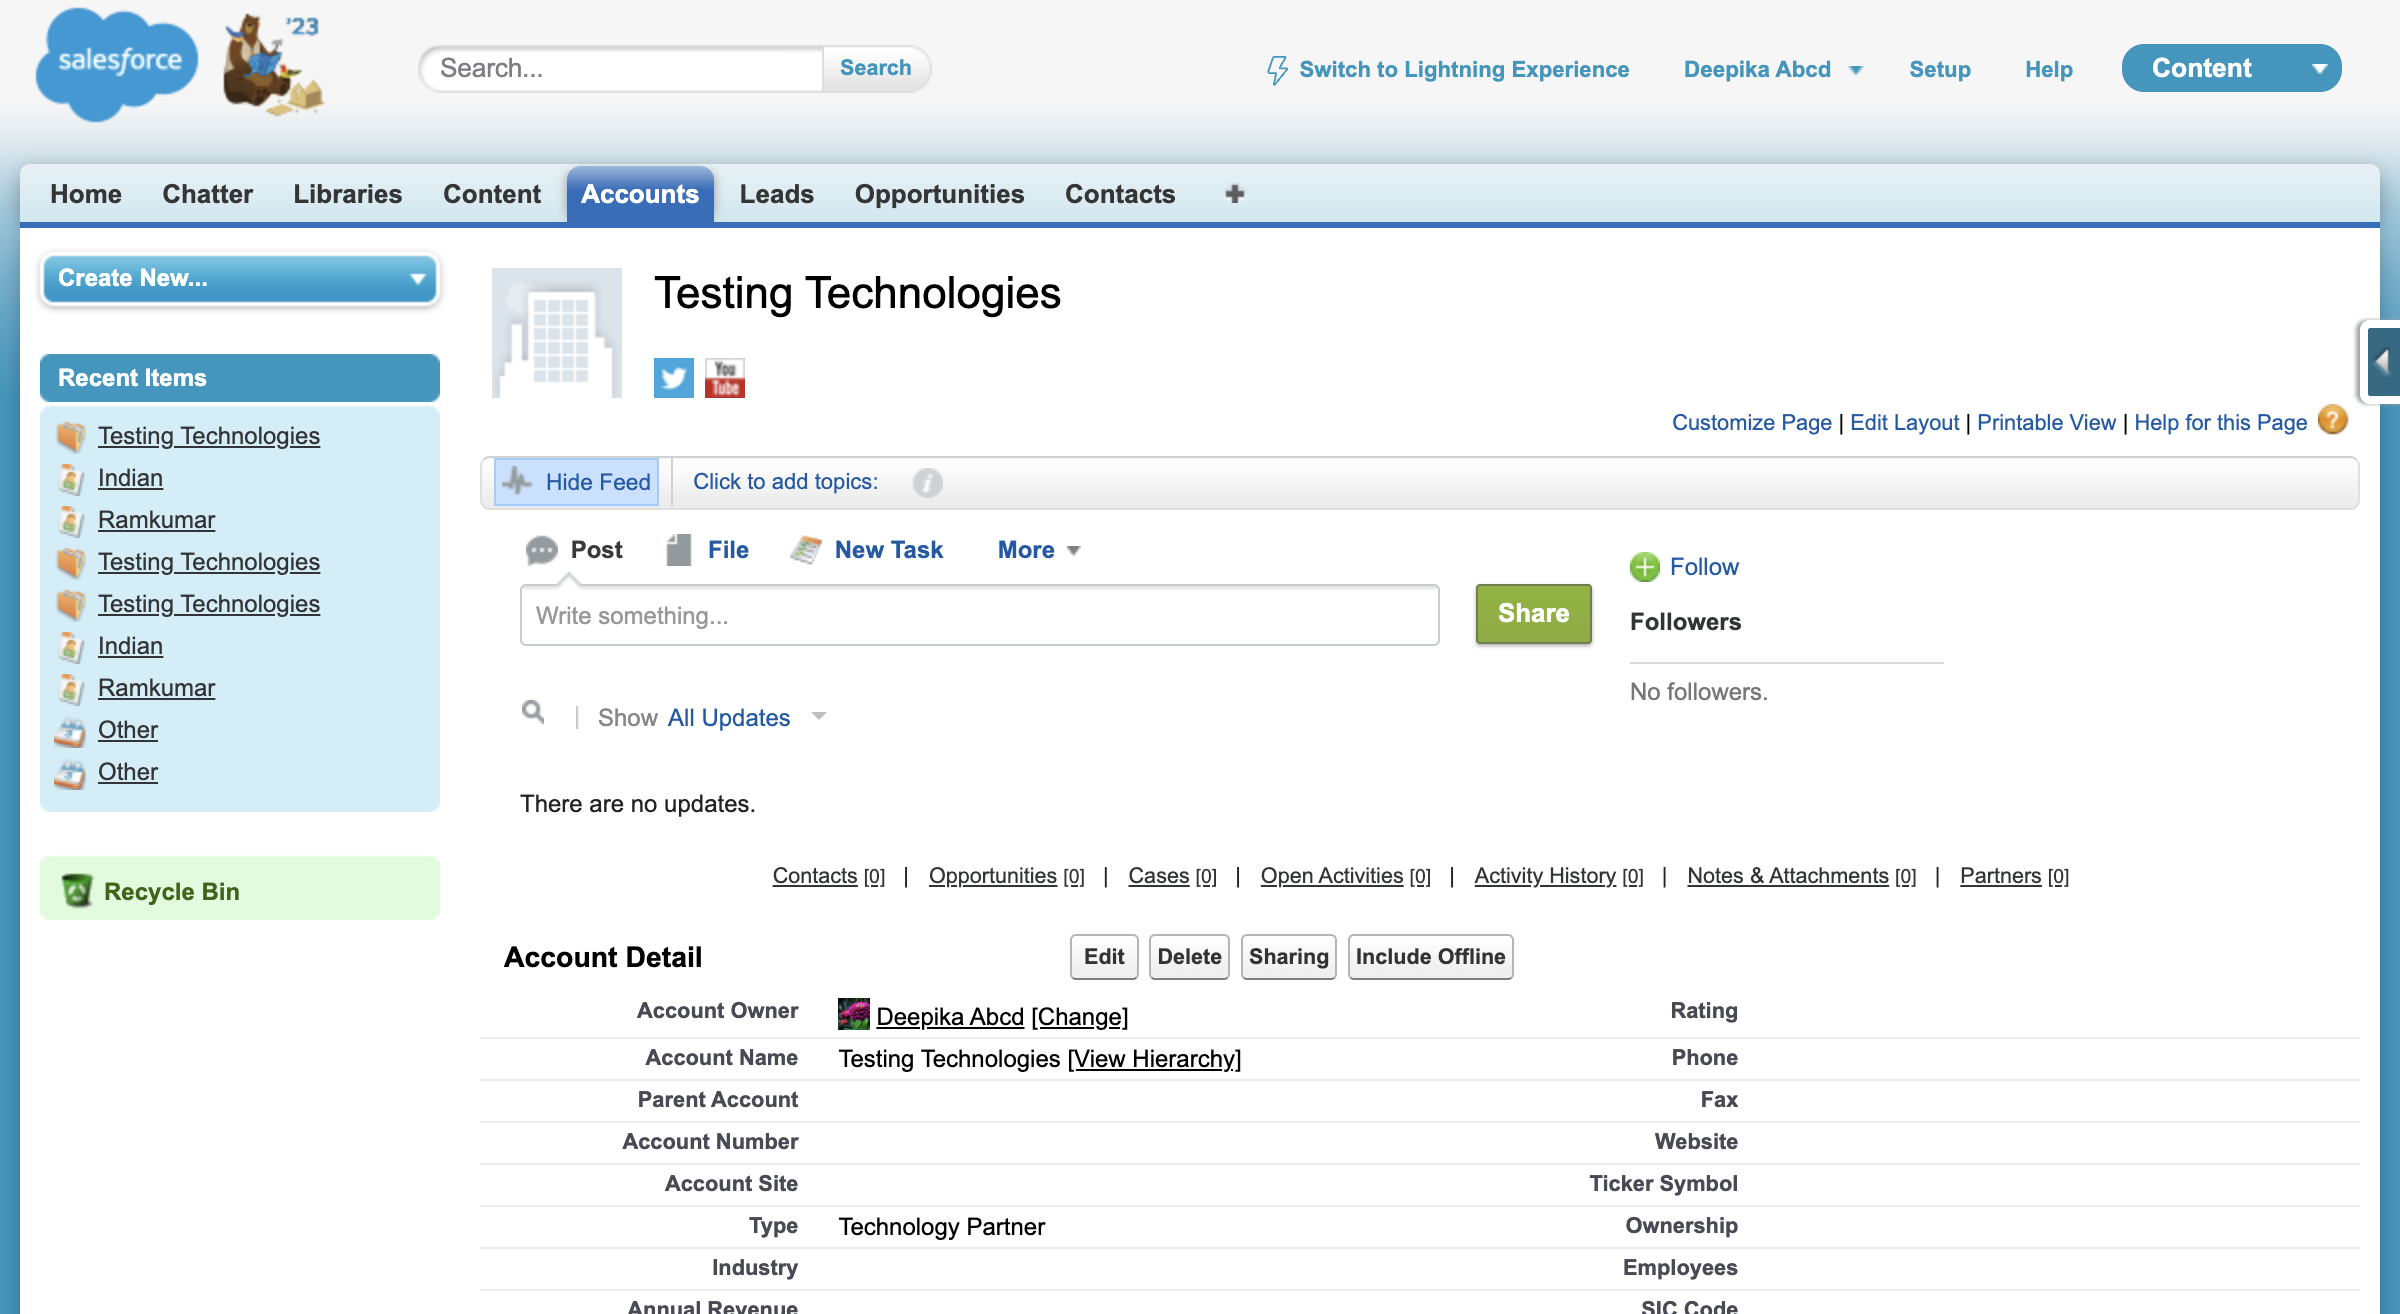 salesforce
'23
Search...
Search
Switch to Lightning Experience
Deepika Abcd
Setup
Help
Content
Home
Chatter
Libraries
Content
Accounts
Leads
Opportunities
Contacts
Create New...
Recent Items
Testing Technologies
Indian
Ramkumar
Testing Technologies
Testing Technologies
Indian
Ramkumar
Other
Other
Recycle Bin
Testing Technologies
You Tube
Customize Page | Edit Layout | Printable View | Help for this Page ?
Hide Feed
Click to add topics:
Post
File
New Task
More
Write something...
Share
Follow
Followers
No followers.
Show All Updates
There are no updates.
Contacts [0] | Opportunities [0] | Cases [0] | Open Activities [0] | Activity History [0] | Notes & Attachments [0] | Partners [0]
Account Detail
Edit
Delete
Sharing
Include Offline
Account Owner Deepika Abcd [Change] Rating
Account Name Testing Technologies [View Hierarchy] Phone
Parent Account Fax
Account Number Website
Account Site Ticker Symbol
Type Technology Partner Ownership
Industry Employees
Annual Revenue SIC Code